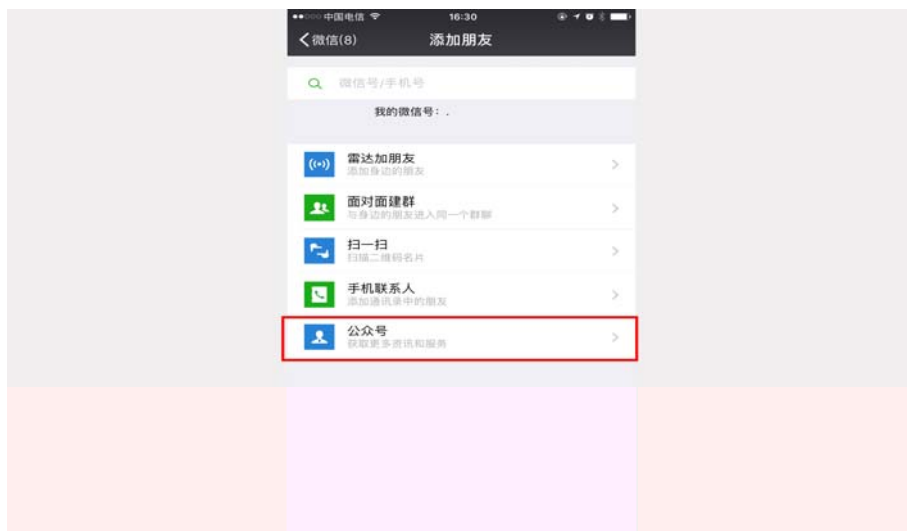 中国电信 16:30
微信(8) 添加朋友
微信号/手机号
我的微信号: .
雷达加朋友
添加身边的朋友
面对面建群
与身边的朋友进入同一个群聊
扫一扫
扫描二维码名片
手机联系人
添加通讯录中的朋友
公众号
获取更多资讯和服务